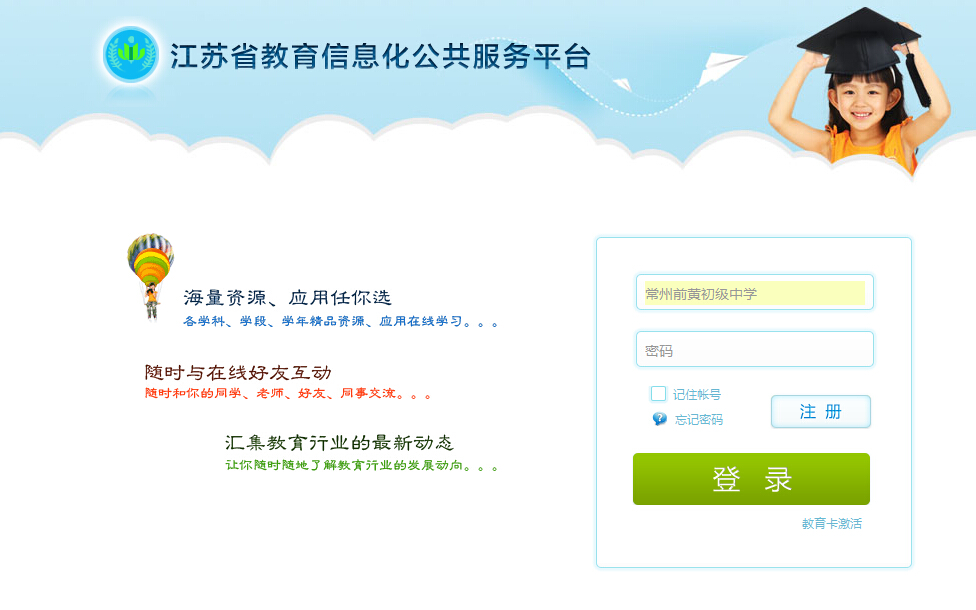 江苏省教育信息化公共服务平台
海量资源、应用任你选
各学科、学段、学年精品资源、应用在线学习。。。
随时与在线好友互动
随时和你的同学、老师、好友、同事交流。。。
汇集教育行业的最新动态
让你随时随地了解教育行业的发展动向。。。
常州前黄初级中学
密码
记住帐号
忘记密码
注 册
登 录
教育卡激活